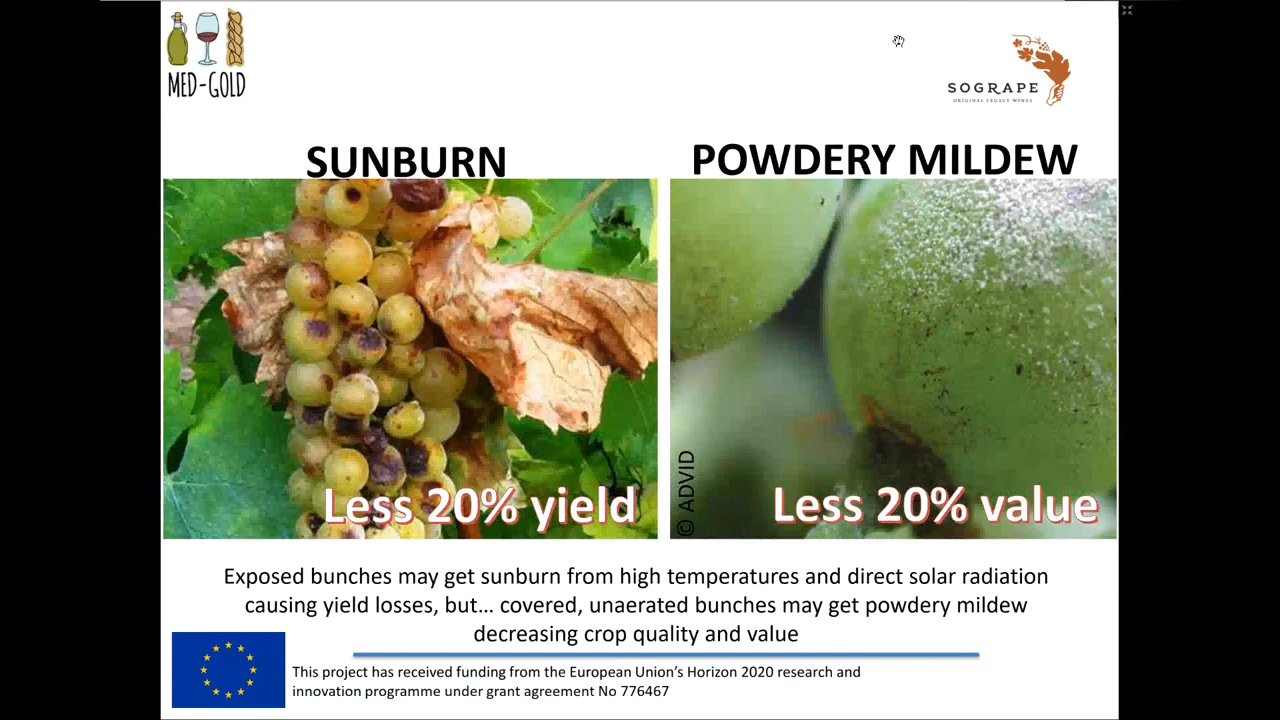 MED-GOLD
SOGRAPE
ORIGINAL LEGACY WINES
SUNBURN
POWDERY MILDEW
Less 20% yield
© ADVID
Less 20% value
Exposed bunches may get sunburn from high temperatures and direct solar radiation
causing yield losses, but... covered, unaerated bunches may get powdery mildew
decreasing crop quality and value
This project has received funding from the European Union’s Horizon 2020 research and
innovation programme under grant agreement No 776467